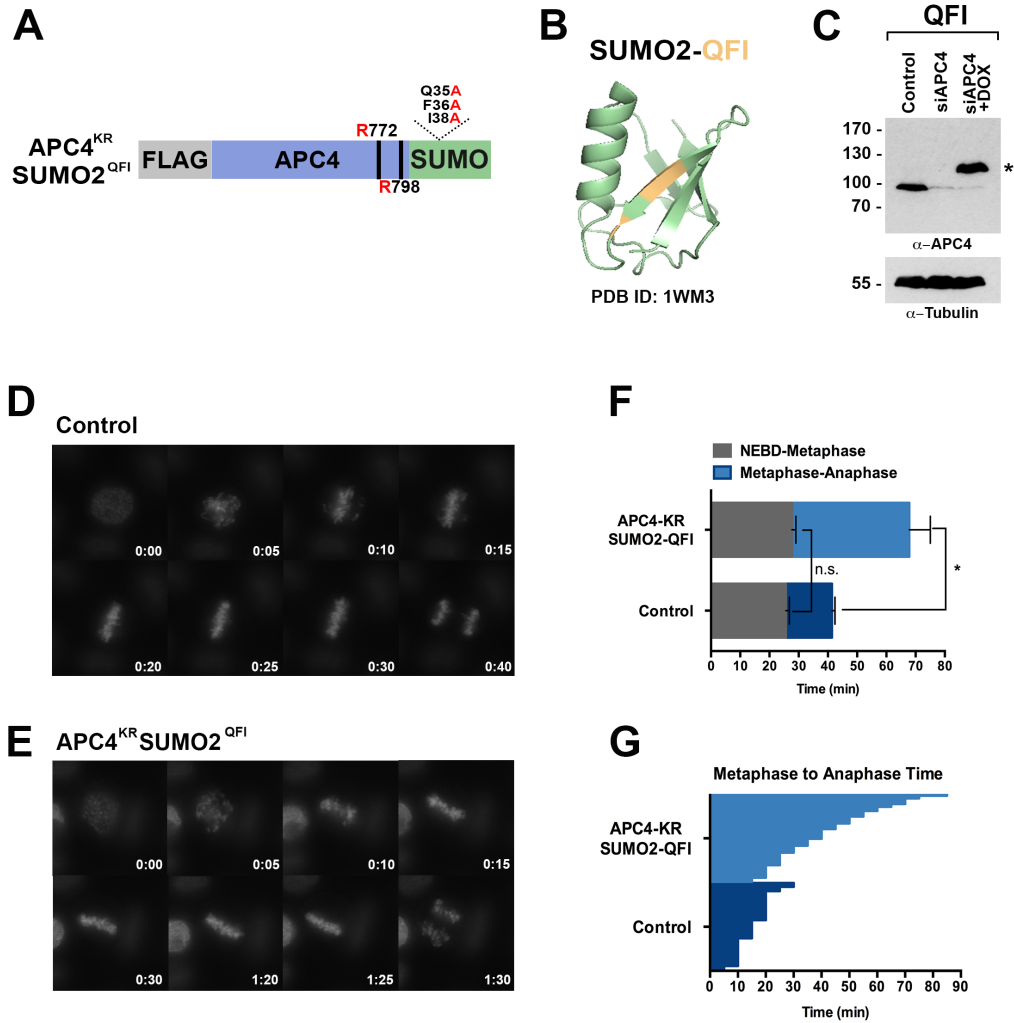 A
Q35A
F36A
I38A
R772
APC4KR
SUMO2QFI
FLAG
APC4
SUMO
R798
B
SUMO2-QFI
PDB ID: 1WM3
C
QFI
Control
siAPC4
siAPC4
+DOX
170 -
130 -
100 -
70 -
*
α–APC4
55 -
α–Tubulin
D
Control
0:00
0:05
0:10
0:15
0:20
0:25
0:30
0:40
E
APC4KRSUMO2QFI
0:00
0:05
0:10
0:15
0:30
1:20
1:25
1:30
F
NEBD-Metaphase
Metaphase-Anaphase
APC4-KR
SUMO2-QFI
n.s.
*
Control
0 10 20 30 40 50 60 70 80
Time (min)
G
Metaphase to Anaphase Time
APC4-KR
SUMO2-QFI
Control
0 10 20 30 40 50 60 70 80 90
Time (min)